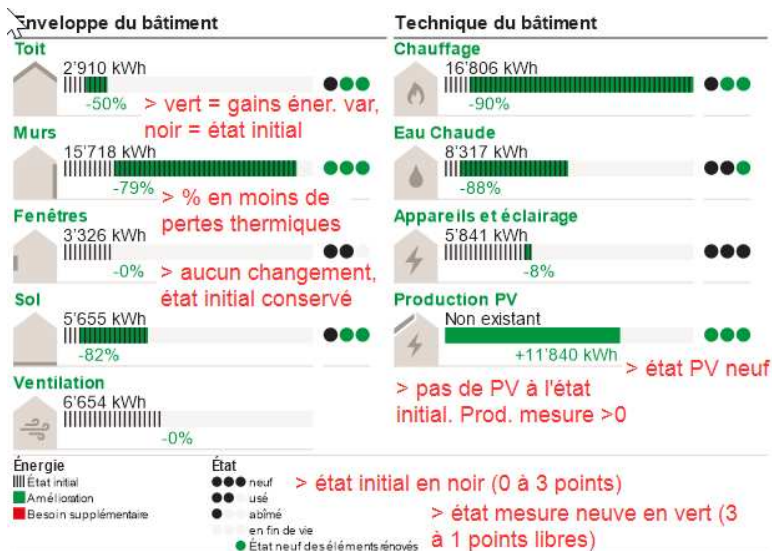 Enveloppe du bâtiment
Toit
2'910 kWh
-50%
> vert = gains éner. var,
noir = état initial
Murs
15'718 kWh
-79%
> % en moins de
pertes thermiques
Fenêtres
3'326 kWh
-0%
> aucun changement,
état initial conservé
Sol
5'655 kWh
-82%
Ventilation
6'654 kWh
-0%
Technique du bâtiment
Chauffage
16'806 kWh
-90%
Eau Chaude
8'317 kWh
-88%
Appareils et éclairage
5'841 kWh
-8%
Production PV
Non existant
+11'840 kWh
> état PV neuf
> pas de PV à l'état
initial. Prod. mesure >0
Énergie
État initial
Amélioration
Besoin supplémentaire
État
neuf
usé
abîmé
en fin de vie
État neuf des éléments rénovés
> état initial en noir (0 à 3 points)
> état mesure neuve en vert (3
à 1 points libres)